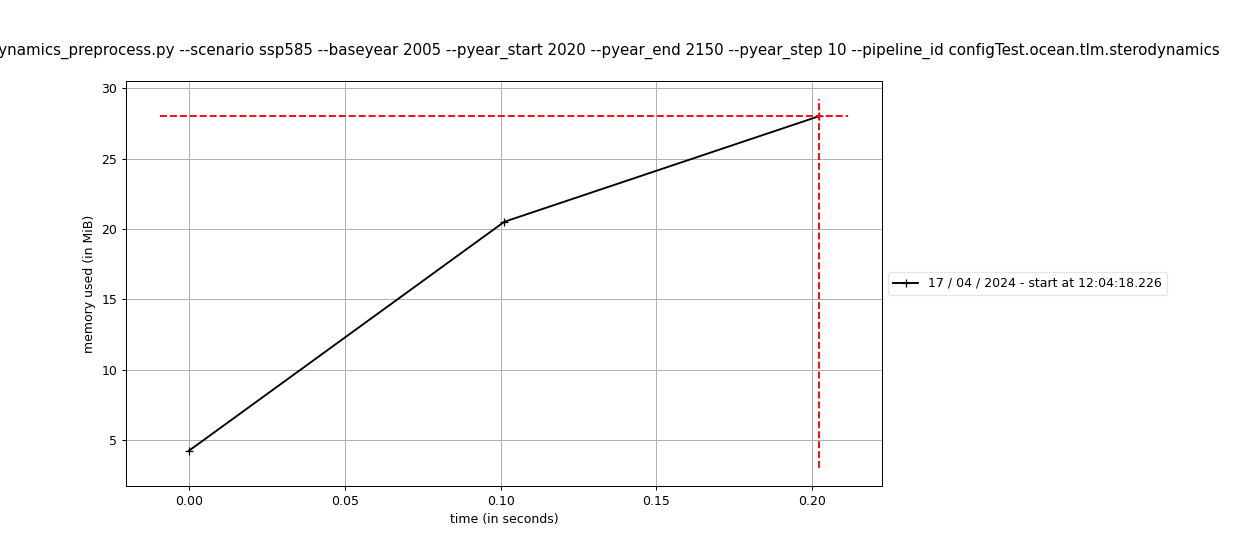 ynamics_preprocess.py --scenario ssp585 --baseyear 2005 --pyear_start 2020 --pyear_end 2150 --pyear_step 10 --pipeline_id configTest.ocean.tlm.sterodynamics
30
25
20
15
10
5
memory used (in MiB)
0.00 0.05 0.10 0.15 0.20
time (in seconds)
17 / 04 / 2024 - start at 12:04:18.226